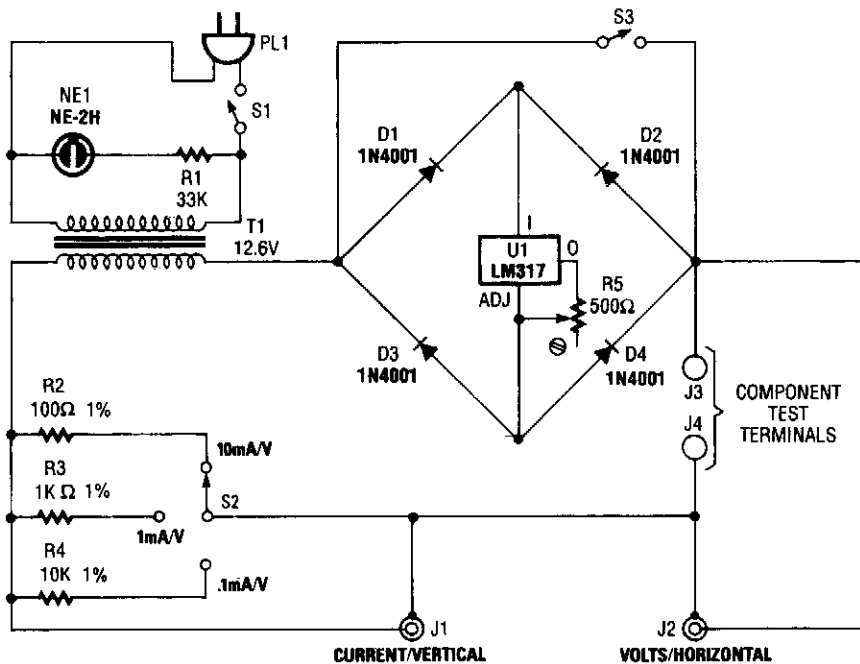 PL1
S3
NE1
NE-2H
S1
D1
1N4001
D2
1N4001
R1
33K
T1
12.6V
I
U1
LM317
O
ADJ
R5
500Ω
D3
1N4001
D4
1N4001
J3
J4
COMPONENT
TEST
TERMINALS
R2
100Ω 1%
10mA/V
R3
1K Ω 1%
1mA/V
S2
R4
10K 1%
.1mA/V
J1
CURRENT/VERTICAL
J2
VOLTS/HORIZONTAL